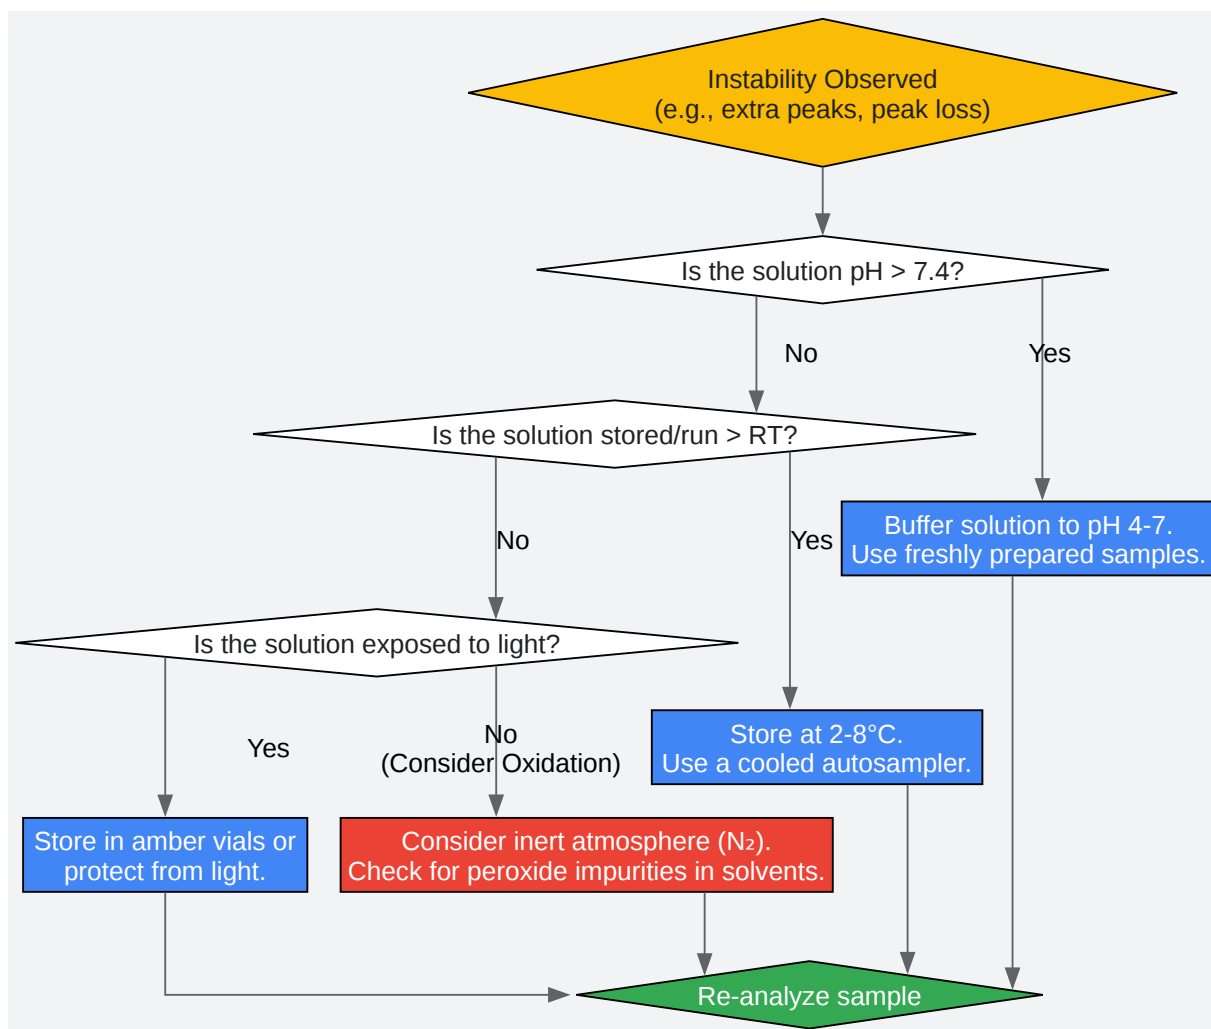 Instability Observed
(e.g., extra peaks, peak loss)
Is the solution pH > 7.4?
No
Yes
Is the solution stored/run > RT?
No
Yes
Buffer solution to pH 4-7.
Use freshly prepared samples.
Is the solution exposed to light?
Yes
No
(Consider Oxidation)
Store at 2-8°C.
Use a cooled autosampler.
Store in amber vials or
protect from light.
Consider inert atmosphere (N₂).
Check for peroxide impurities in solvents.
Re-analyze sample